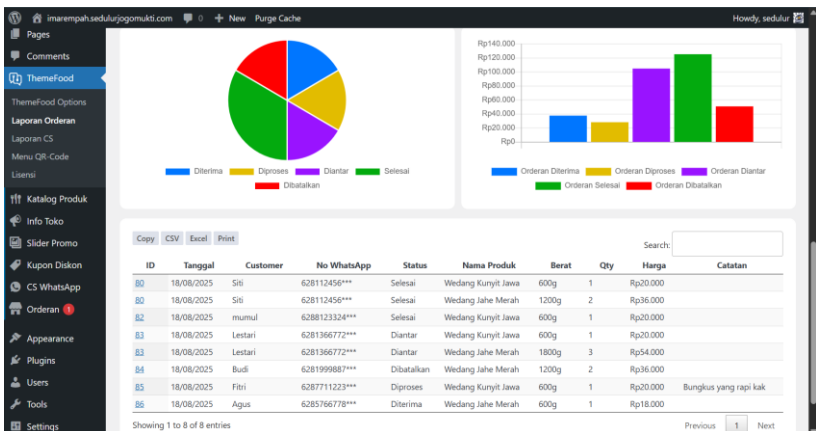 imarempah.sedulurjogomukti.com 0 + New Purge Cache Howdy, sedulur
Pages
Comments
ThemeFood
ThemeFood Options
Laporan Orderan
Laporan CS
Menu QR-Code
Lisensi
Katalog Produk
Info Toko
Slider Promo
Kupon Diskon
CS WhatsApp
Orderan 1
Appearance
Plugins
Users
Tools
Settings
Diterima Diproses Diantar Selesai
Dibatalkan
Rp140.000
Rp120.000
Rp100.000
Rp80.000
Rp60.000
Rp40.000
Rp20.000
Rp0
Orderan Diterima Orderan Diproses Orderan Diantar
Orderan Selesai Orderan Dibatalkan
Copy CSV Excel Print
Search:
ID Tanggal Customer No WhatsApp Status Nama Produk Berat Qty Harga Catatan
80 18/08/2025 Siti 628112456*** Selesai Wedang Kunyit Jawa 600g 1 Rp20.000
80 18/08/2025 Siti 628112456*** Selesai Wedang Jahe Merah 1200g 2 Rp36.000
82 18/08/2025 mumul 6288123324*** Selesai Wedang Kunyit Jawa 600g 1 Rp20.000
83 18/08/2025 Lestari 6281366772*** Diantar Wedang Kunyit Jawa 600g 1 Rp20.000
83 18/08/2025 Lestari 6281366772*** Diantar Wedang Jahe Merah 1800g 3 Rp54.000
84 18/08/2025 Budi 6281999887*** Dibatalkan Wedang Jahe Merah 1200g 2 Rp36.000
85 18/08/2025 Fitri 6287711223*** Diproses Wedang Kunyit Jawa 600g 1 Rp20.000 Bungkus yang rapi kak
86 18/08/2025 Agus 6285766778*** Diterima Wedang Jahe Merah 600g 1 Rp18.000
Showing 1 to 8 of 8 entries
Previous 1 Next